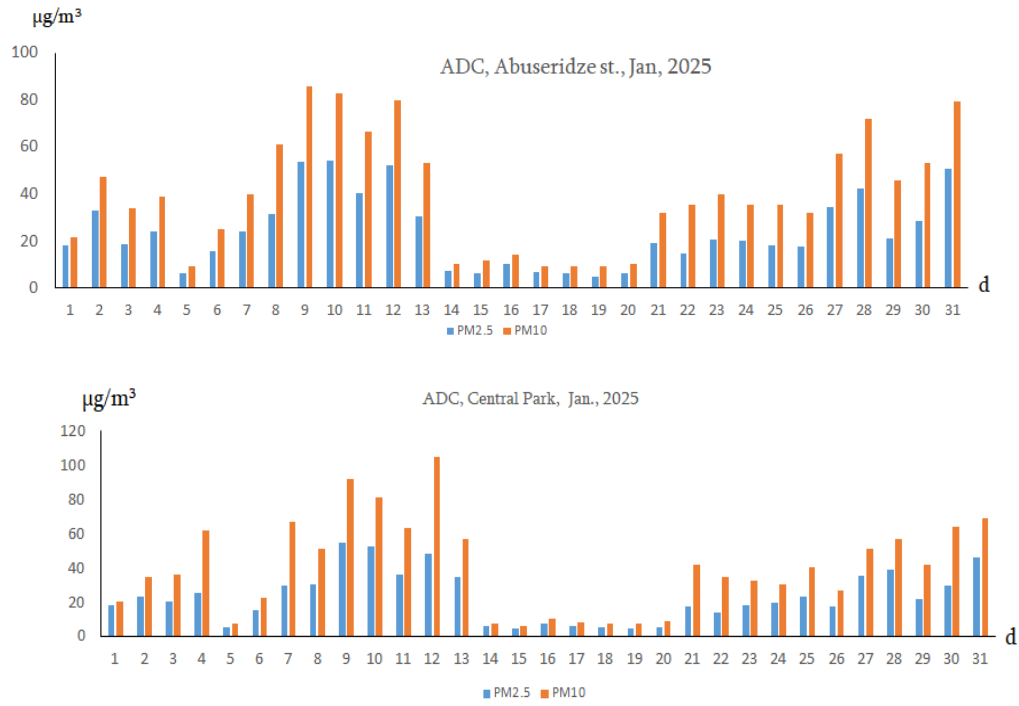 μg/m³
100
ADC, Abuseridze st., Jan, 2025
80
60
40
20
0
d
1 2 3 4 5 6 7 8 9 10 11 12 13 14 15 16 17 18 19 20 21 22 23 24 25 26 27 28 29 30 31
PM2.5 PM10
μg/m³
ADC, Central Park, Jan., 2025
120
100
80
60
40
20
0
d
1 2 3 4 5 6 7 8 9 10 11 12 13 14 15 16 17 18 19 20 21 22 23 24 25 26 27 28 29 30 31
PM2.5 PM10